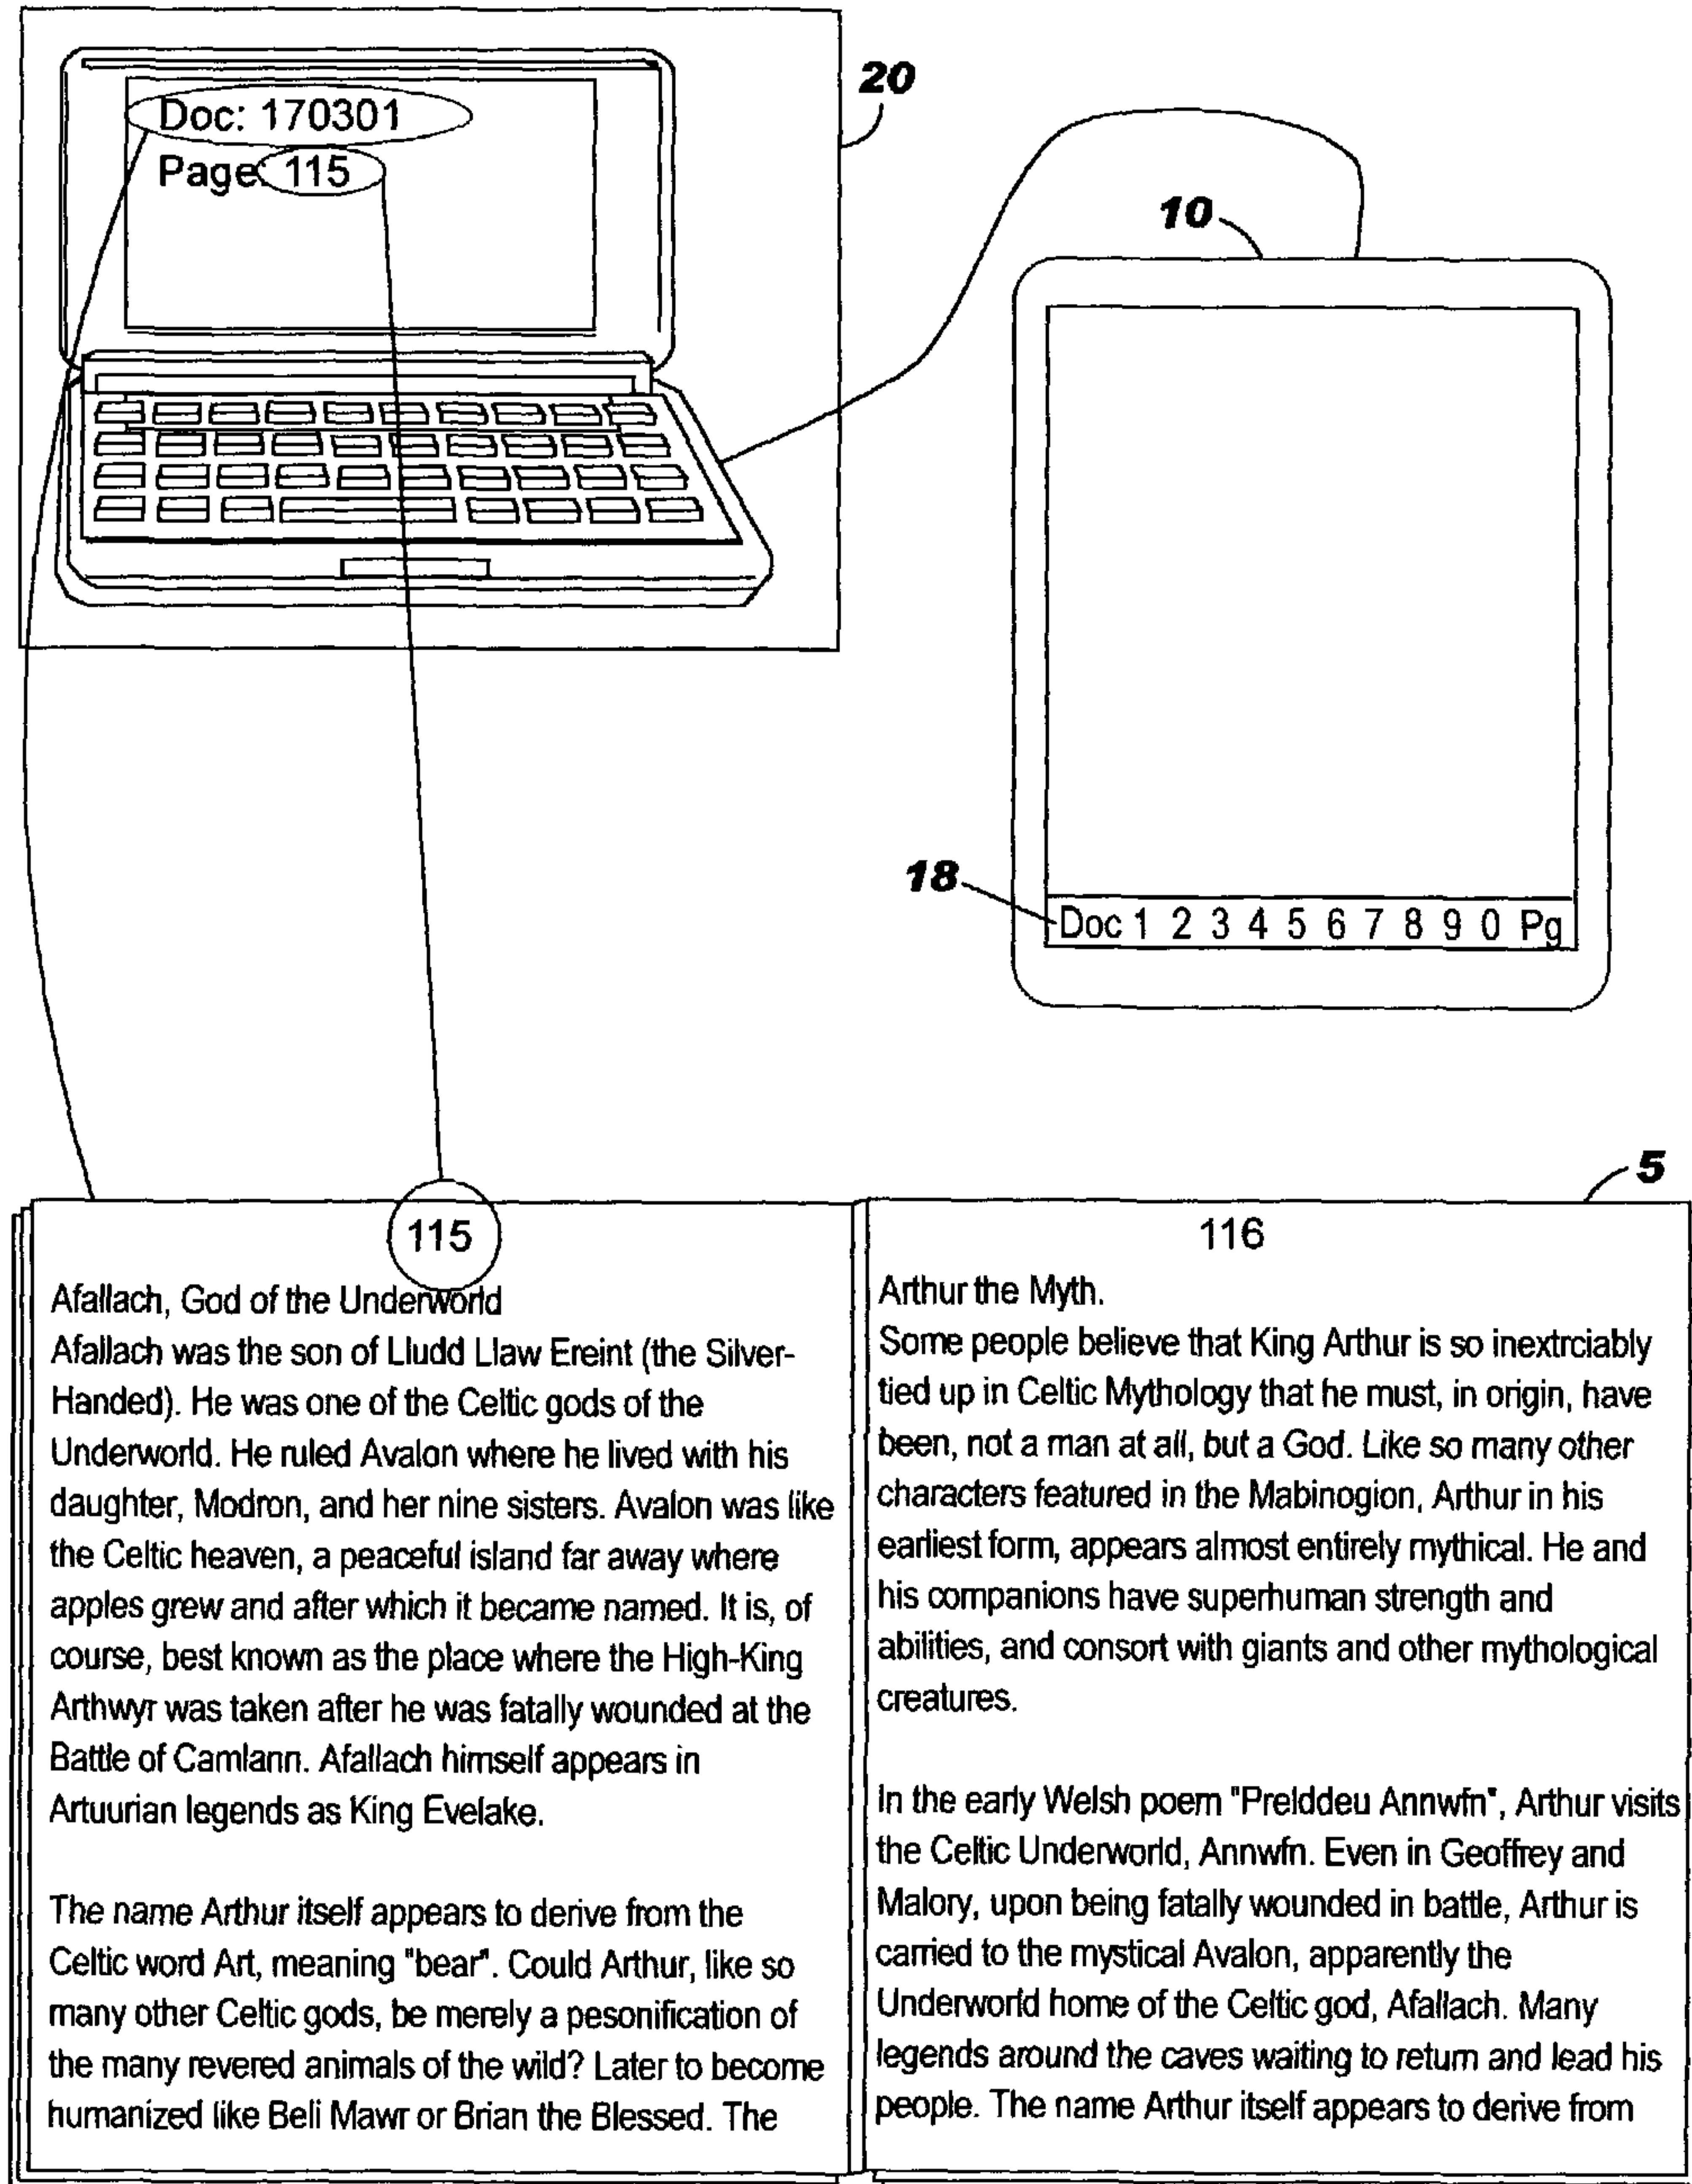 Doc: 170301
Page: 115
20
10
18
Doc 1 2 3 4 5 6 7 8 9 0 Pg
5
115
Afallach, God of the Underworld
Afallach was the son of Lludd Llaw Ereint (the Silver-
Handed). He was one of the Celtic gods of the
Underworld. He ruled Avalon where he lived with his
daughter, Modron, and her nine sisters. Avalon was like
the Celtic heaven, a peaceful island far away where
apples grew and after which it became named. It is, of
course, best known as the place where the High-King
Arthwyr was taken after he was fatally wounded at the
Battle of Camlann. Afallach himself appears in
Artuurian legends as King Evelake.
The name Arthur itself appears to derive from the
Celtic word Art, meaning "bear". Could Arthur, like so
many other Celtic gods, be merely a pesonification of
the many revered animals of the wild? Later to become
humanized like Beli Mawr or Brian the Blessed. The
116
Arthur the Myth.
Some people believe that King Arthur is so inextrciably
tied up in Celtic Mythology that he must, in origin, have
been, not a man at all, but a God. Like so many other
characters featured in the Mabinogion, Arthur in his
earliest form, appears almost entirely mythical. He and
his companions have superhuman strength and
abilities, and consort with giants and other mythological
creatures.
In the early Welsh poem "Prelddeu Annwfn", Arthur visits
the Celtic Underworld, Annwfn. Even in Geoffrey and
Malory, upon being fatally wounded in battle, Arthur is
carried to the mystical Avalon, apparently the
Underworld home of the Celtic god, Afallach. Many
legends around the caves waiting to return and lead his
people. The name Arthur itself appears to derive from